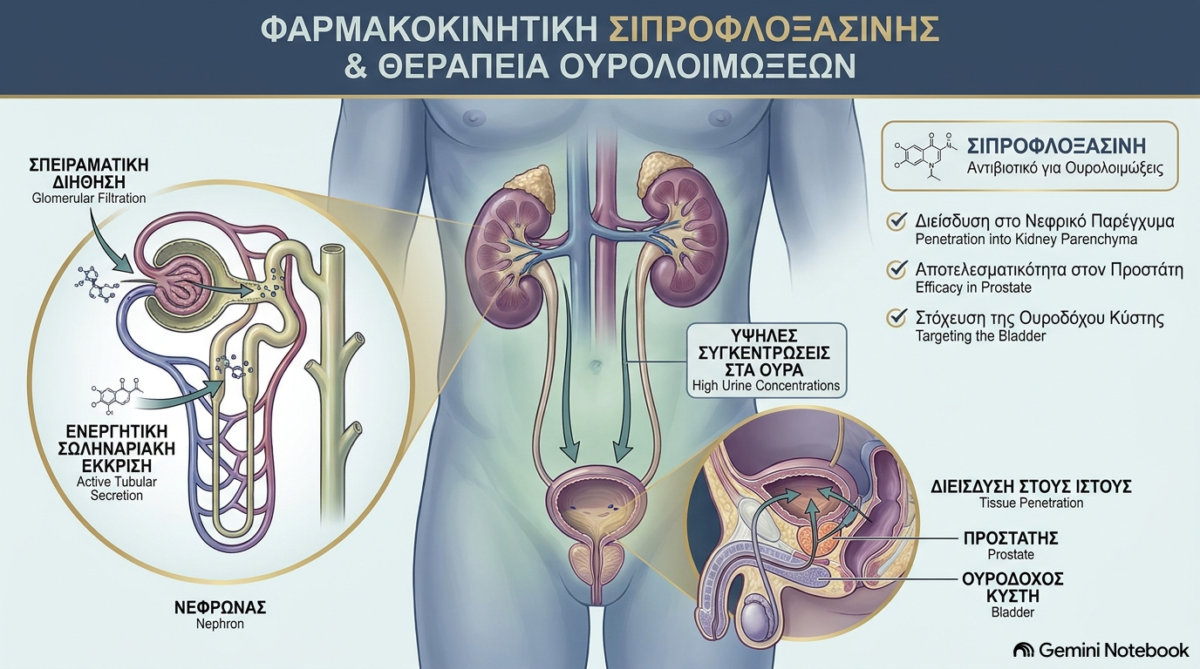 ΦΑΡΜΑΚΟΚΙΝΗΤΙΚΗ ΣΙΠΡΟΦΛΟΞΑΣΙΝΗΣ
& ΘΕΡΑΠΕΙΑ ΟΥΡΟΛΟΙΜΩΞΕΩΝ
ΣΠΕΙΡΑΜΑΤΙΚΗ
ΔΙΗΘΗΣΗ
Glomerular Filtration
ΕΝΕΡΓΗΤΙΚΗ
ΣΩΛΗΝΑΡΙΑΚΗ
ΕΚΚΡΙΣΗ
Active Tubular
Secretion
ΝΕΦΡΩΝΑΣ
Nephron
ΥΨΗΛΕΣ
ΣΥΓΚΕΝΤΡΩΣΕΙΣ
ΣΤΑ ΟΥΡΑ
High Urine Concentrations
ΣΙΠΡΟΦΛΟΞΑΣΙΝΗ
Αντιβιοτικό για Ουρολοιμώξεις
Διείσδυση στο Νεφρικό Παρέγχυμα
Penetration into Kidney Parenchyma
Αποτελεσματικότητα στον Προστάτη
Efficacy in Prostate
Στόχευση της Ουροδόχου Κύστης
Targeting the Bladder
ΔΙΕΙΣΔΥΣΗ ΣΤΟΥΣ ΙΣΤΟΥΣ
Tissue Penetration
ΠΡΟΣΤΑΤΗΣ
Prostate
ΟΥΡΟΔΟΧΟΣ
ΚΥΣΤΗ
Bladder
Gemini Notebook